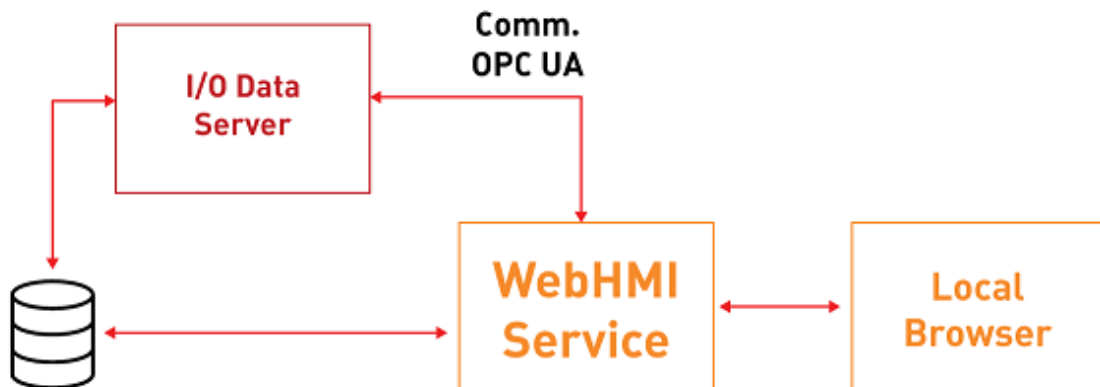 Comm.
OPC UA
I/O Data
Server
WebHMI
Service
Local
Browser